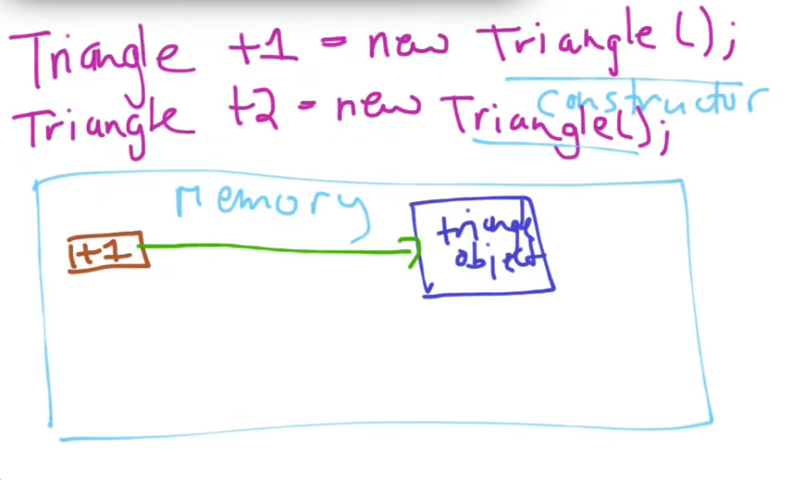 Triangle t1 = new Triangle();
constructor
Triangle t2 = new Triangle();
Memory
t1
triangle
object